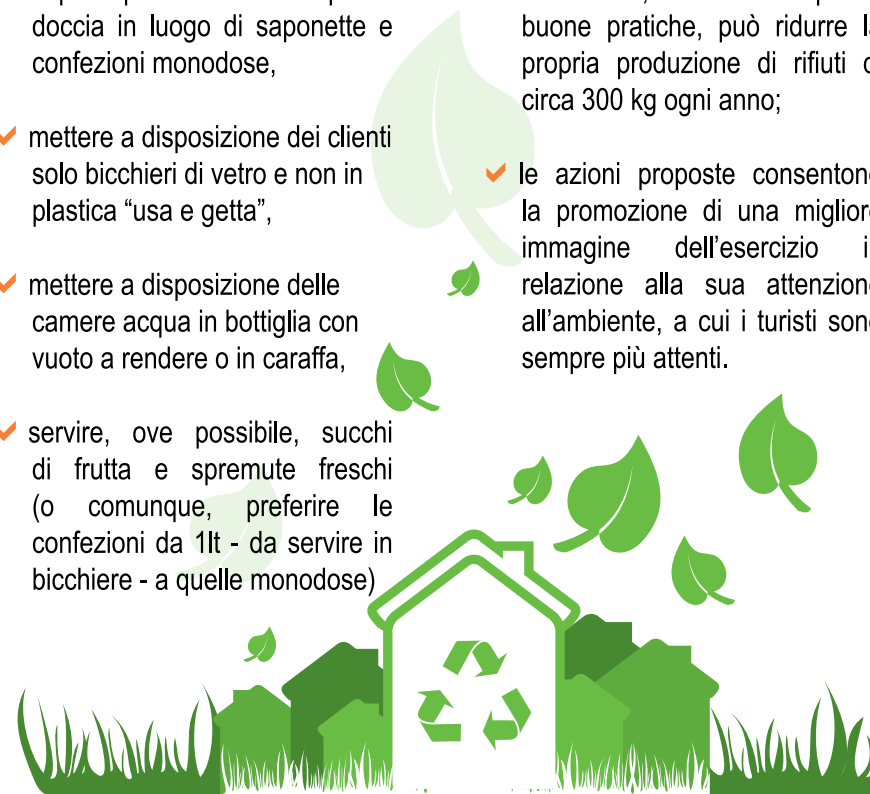 doccia in luogo di saponette e
confezioni monodose,
mettere a disposizione dei clienti
solo bicchieri di vetro e non in
plastica “usa e getta”,
mettere a disposizione delle
camere acqua in bottiglia con
vuoto a rendere o in caraffa,
servire, ove possibile, succhi
di frutta e spremute freschi
(o comunque, preferire le
confezioni da 1lt - da servire in
bicchiere - a quelle monodose)
buone pratiche, può ridurre
propria produzione di rifiuti
circa 300 kg ogni anno;
le azioni proposte
la promozione di una
immagine dell’esercizio
relazione alla sua
all’ambiente, a cui i turisti
sempre più attenti.